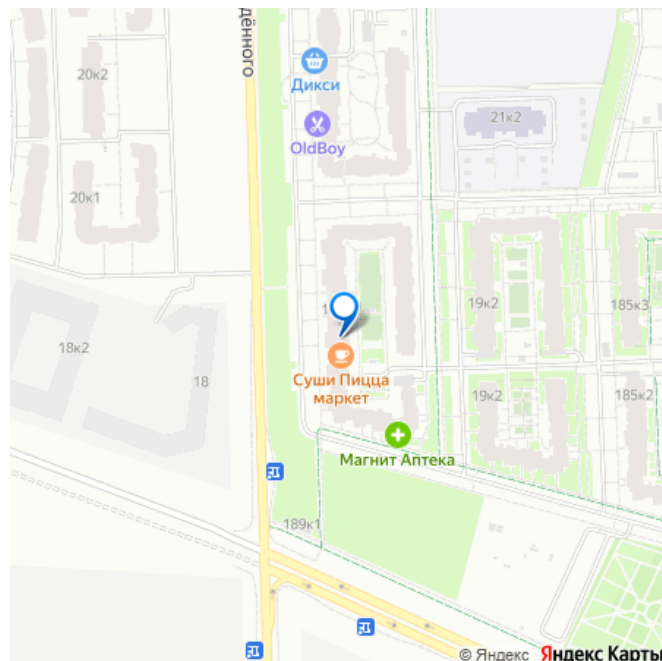 дённого
20к2
Дикси
OldBoy
21к2
20к1
19к2
185к3
18к2
18
Суши Пицца
маркет
19к2
185к2
Магнит Аптека
189к1
© Яндекс Яндекс Карты